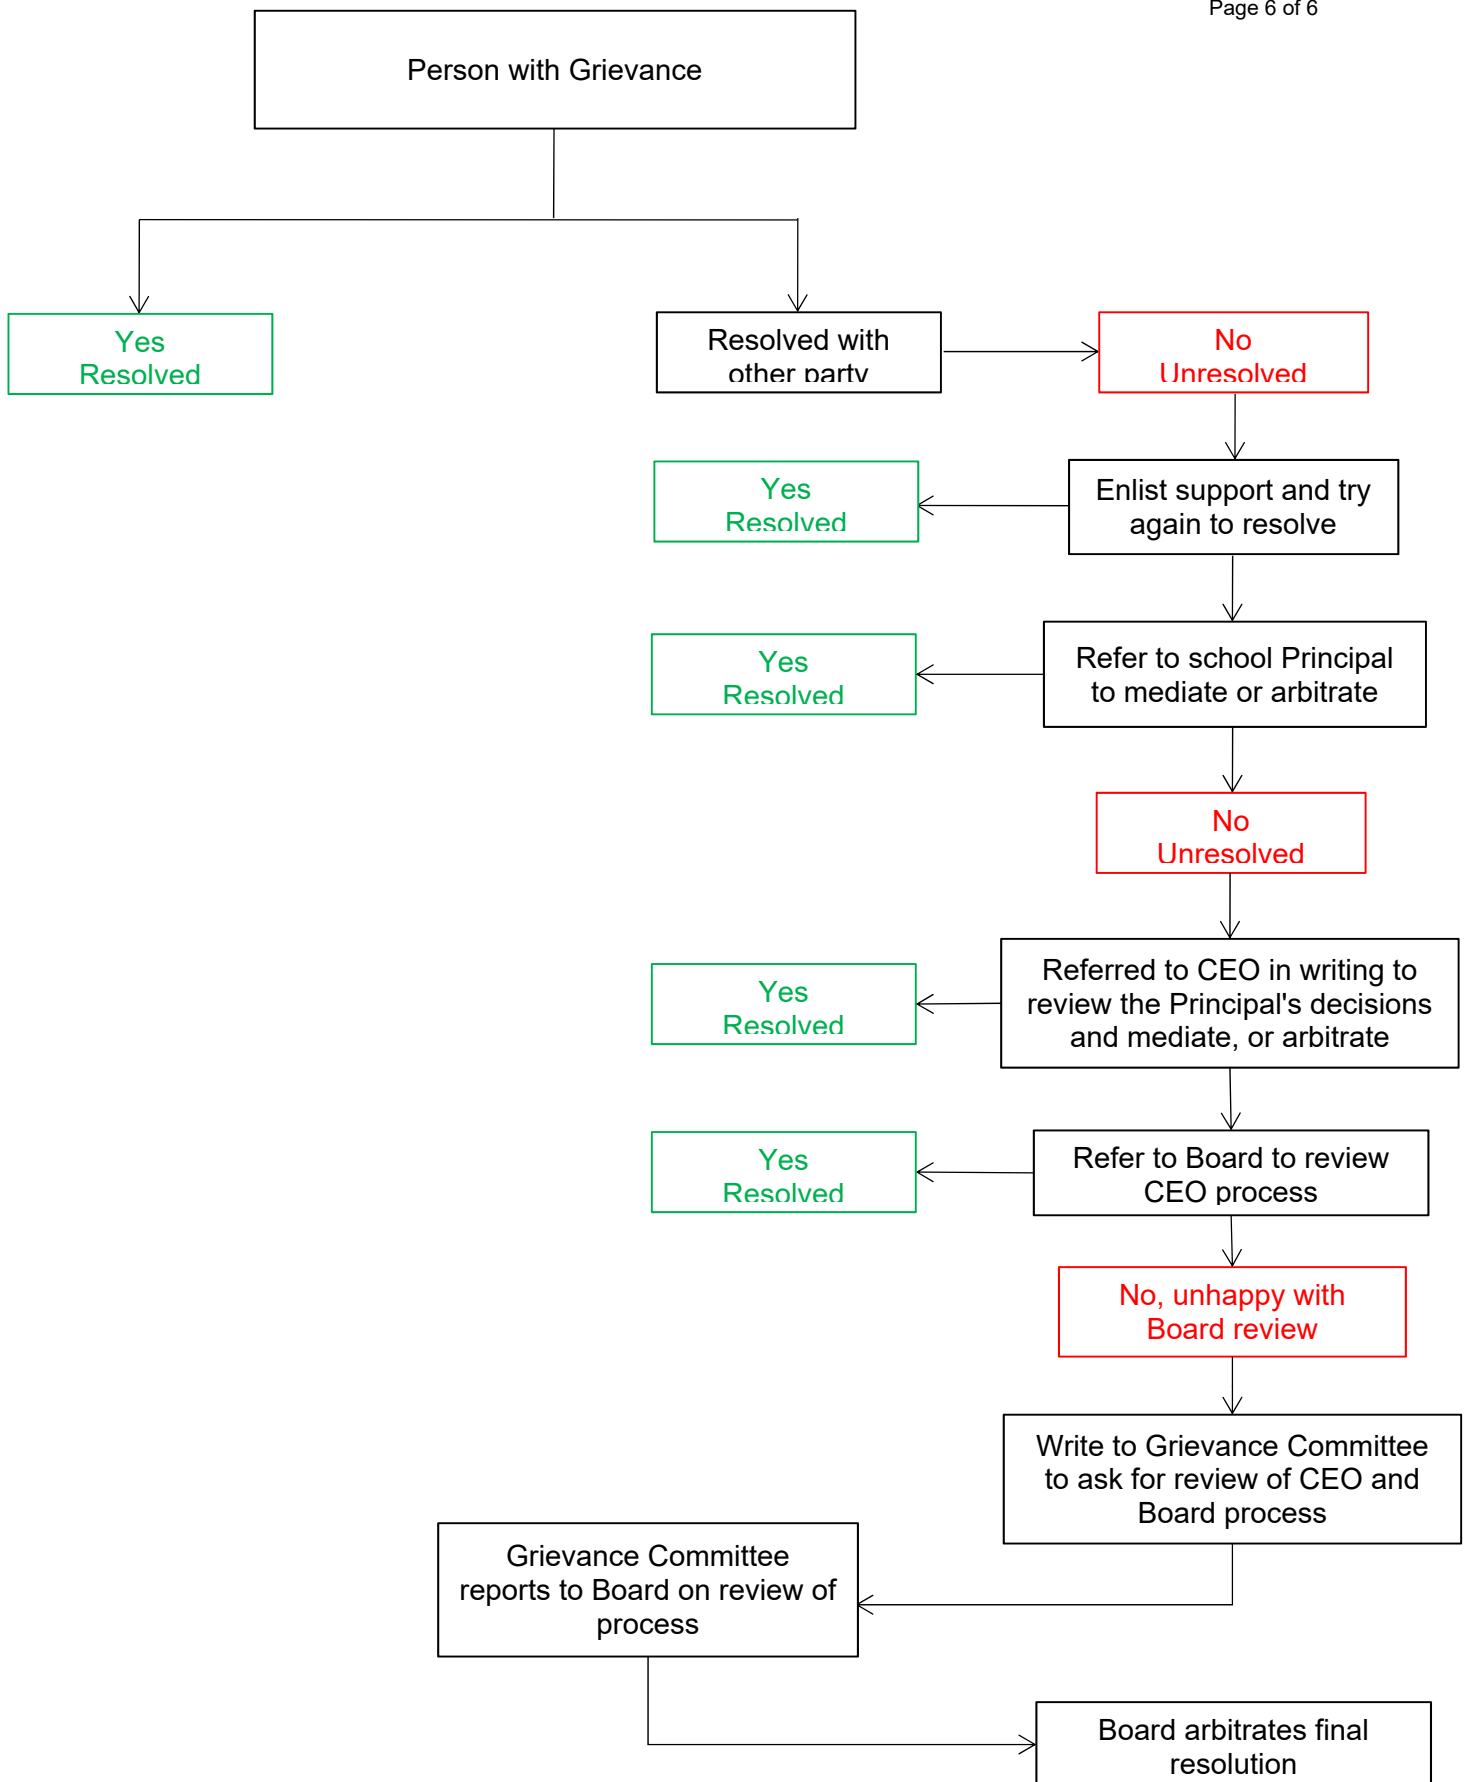 Page 6 of 6
Person with Grievance
Yes
Resolved
Resolved with
other party
No
Unresolved
Yes
Resolved
Enlist support and try
again to resolve
Yes
Resolved
Refer to school Principal
to mediate or arbitrate
No
Unresolved
Yes
Resolved
Referred to CEO in writing to
review the Principal's decisions
and mediate, or arbitrate
Yes
Resolved
Refer to Board to review
CEO process
No, unhappy with
Board review
Write to Grievance Committee
to ask for review of CEO and
Board process
Grievance Committee
reports to Board on review of
process
Board arbitrates final
resolution